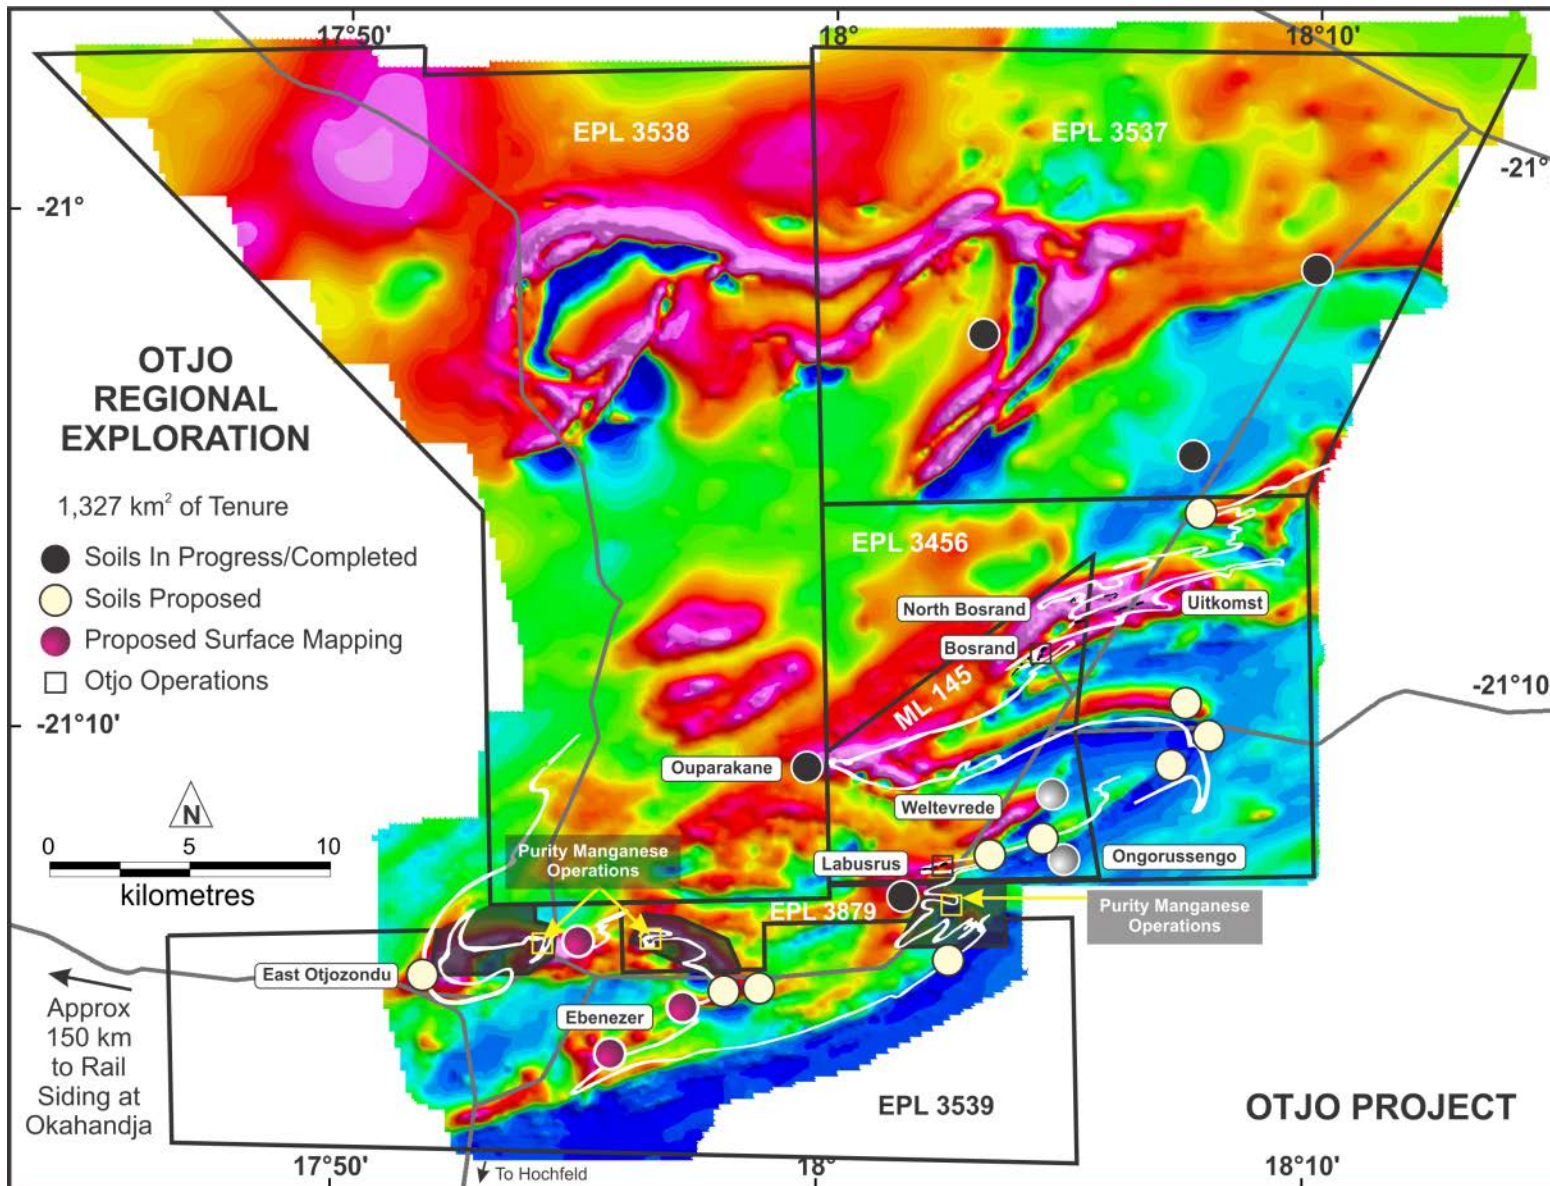 17°50'
18°
18°10'
EPL 3538
EPL 3537
-21°
-21°
OTJO
REGIONAL
EXPLORATION
1,327 km² of Tenure
Soils In Progress/Completed
Soils Proposed
Proposed Surface Mapping
Otjo Operations
EPL 3456
North Bosrand
Uitkomst
Bosrand
ML 145
-21°10'
-21°10'
Ouparakane
Weltevrede
N
0 5 10
kilometres
Purity Manganese
Operations
Labusrus
Ongorussengo
EPL 3879
Purity Manganese
Operations
East Otjozondu
Ebenezer
Approx
150 km
to Rail
Siding at
Okahandja
EPL 3539
OTJO PROJECT
17°50'
To Hochfeld
18°
18°10'